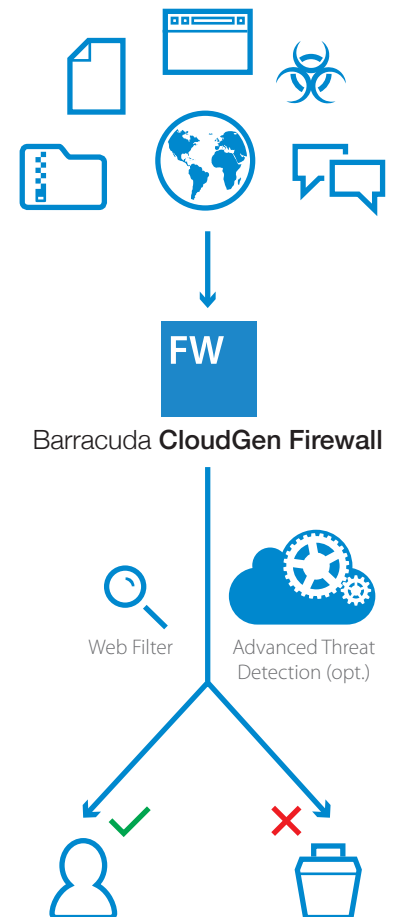 FW
Barracuda CloudGen Firewall
Web Filter
Advanced Threat
Detection (opt.)